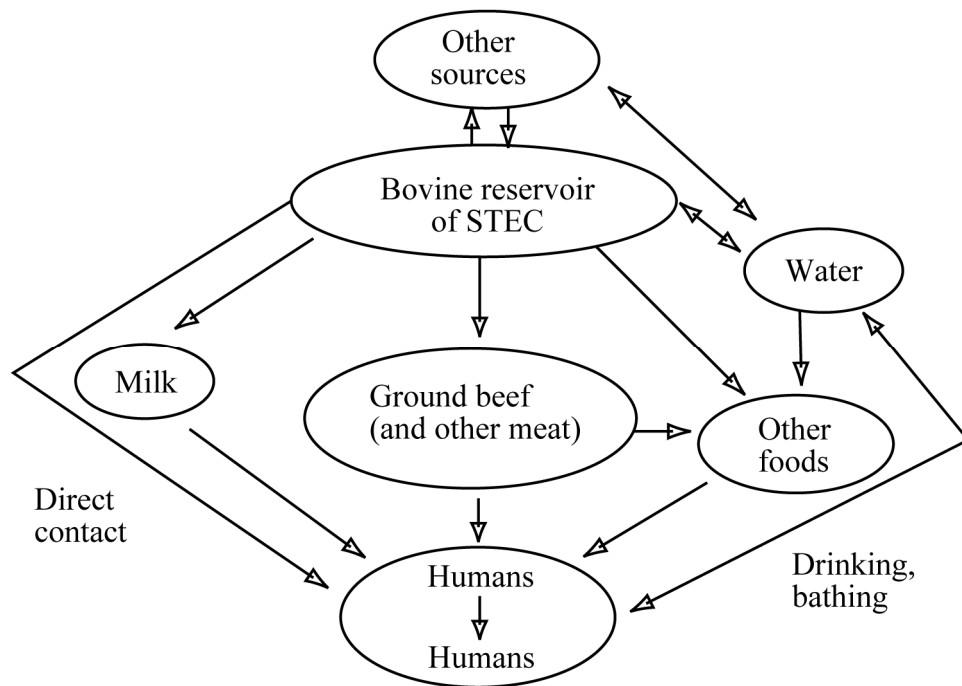 Other
sources
Bovine reservoir
of STEC
Water
Milk
Ground beef
(and other meat)
Other
foods
Direct
contact
Drinking,
bathing
Humans
Humans